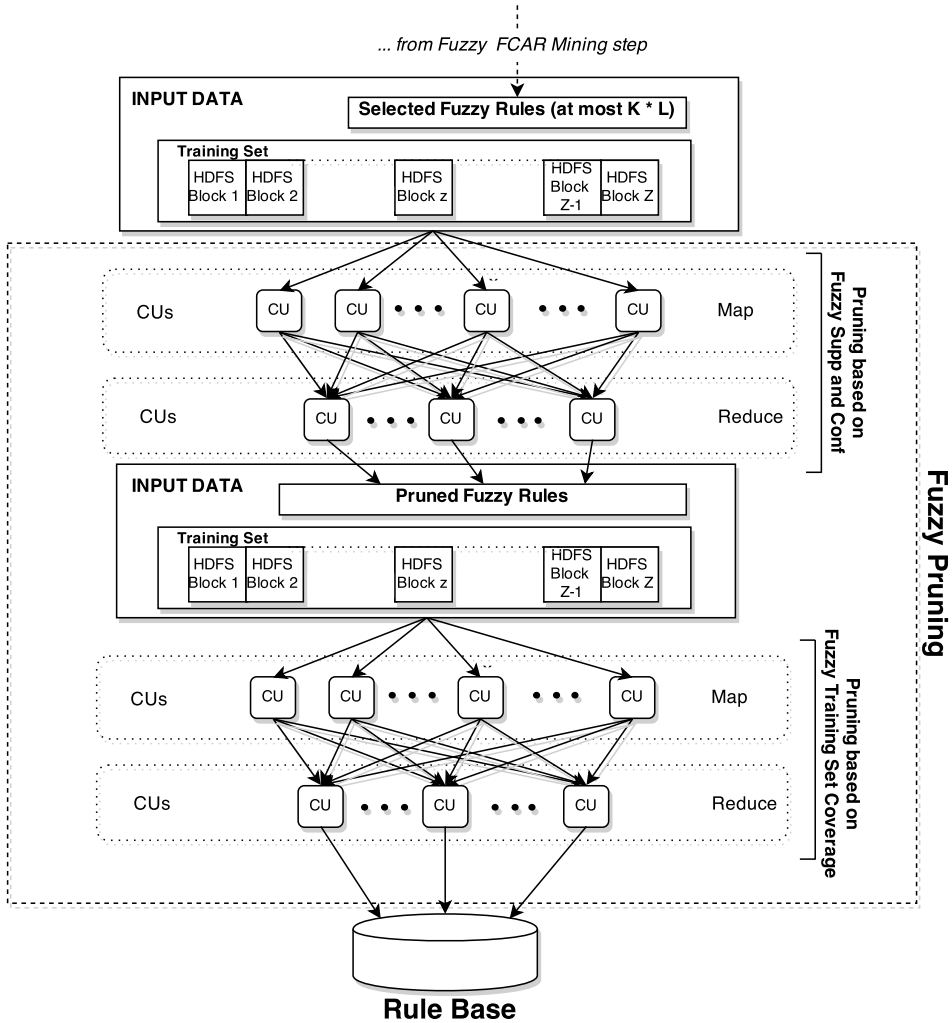 ... from Fuzzy FCAR Mining step
INPUT DATA
Selected Fuzzy Rules (at most K * L)
Training Set
HDFS
Block 1
HDFS
Block 2
HDFS
Block z
HDFS
Block
Z-1
HDFS
Block Z
CUs
CU
CU
CU
CU
Map
CUs
CU
CU
CU
Reduce
Pruning based on
Fuzzy Supp and Conf
INPUT DATA
Pruned Fuzzy Rules
Training Set
HDFS
Block 1
HDFS
Block 2
HDFS
Block z
HDFS
Block
Z-1
HDFS
Block Z
CUs
CU
CU
CU
CU
Map
CUs
CU
CU
CU
Reduce
Pruning based on
Fuzzy Training Set Coverage
Fuzzy Pruning
Rule Base